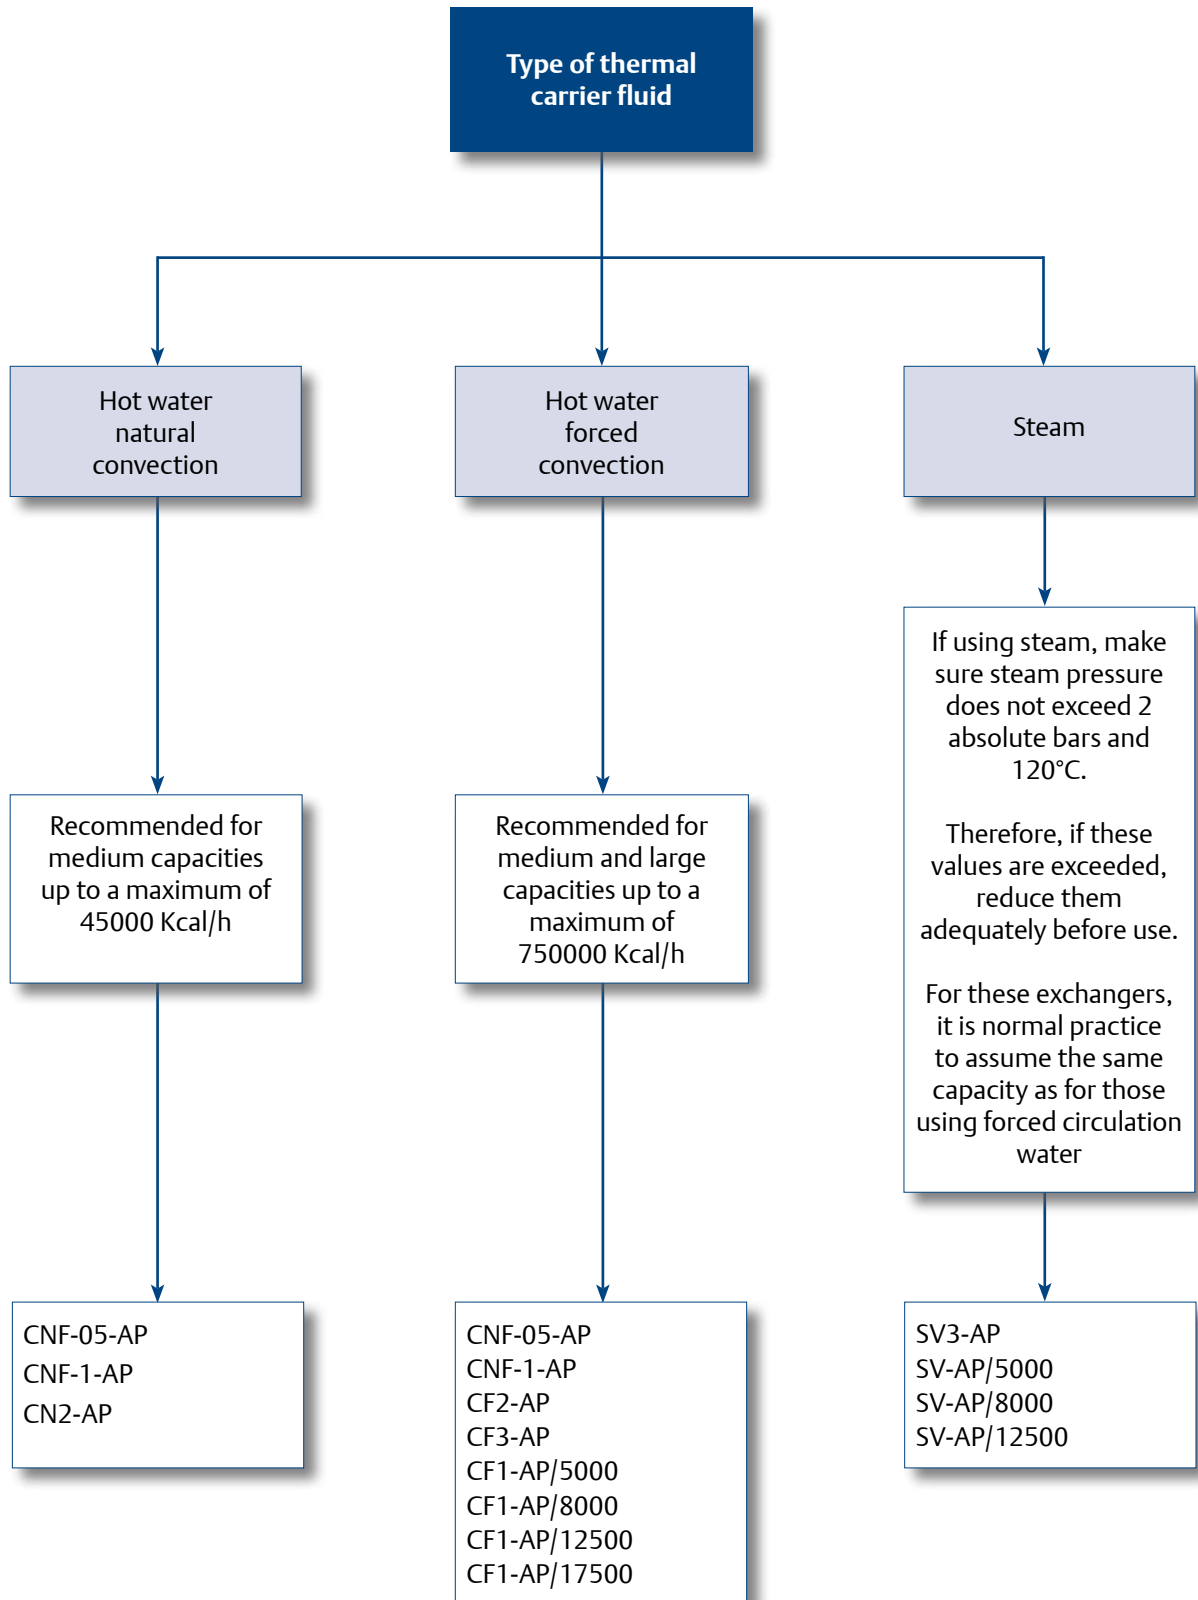 Type of thermal
carrier fluid
Hot water
natural
convection
Hot water
forced
convection
Steam
Recommended for
medium capacities
up to a maximum of
45000 Kcal/h
Recommended for
medium and large
capacities up to a
maximum of
750000 Kcal/h
If using steam, make
sure steam pressure
does not exceed 2
absolute bars and
120°C.
Therefore, if these
values are exceeded,
reduce them
adequately before use.
For these exchangers,
it is normal practice
to assume the same
capacity as for those
using forced circulation
water
CNF-05-AP
CNF-1-AP
CN2-AP
CNF-05-AP
CNF-1-AP
CF2-AP
CF3-AP
CF1-AP/5000
CF1-AP/8000
CF1-AP/12500
CF1-AP/17500
SV3-AP
SV-AP/5000
SV-AP/8000
SV-AP/12500